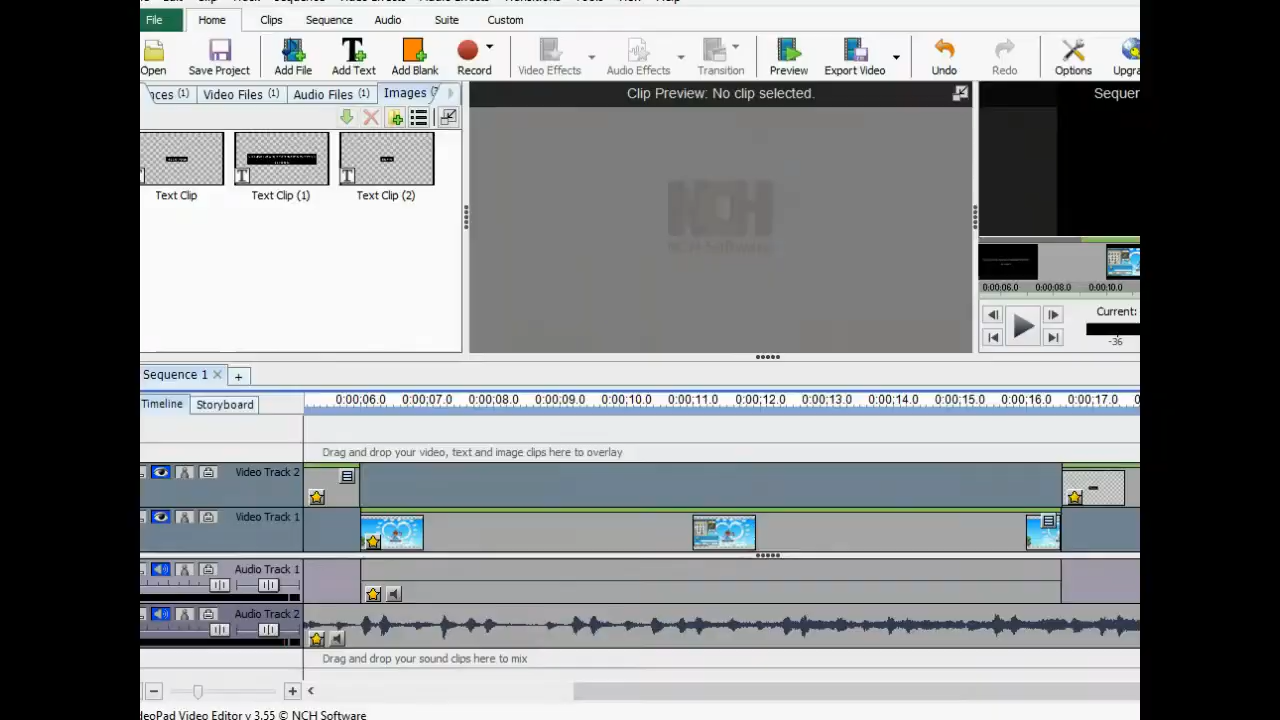 File Home Clips Sequence Audio Suite Custom
Open Save Project Add File Add Text Add Blank Record Video Effects Audio Effects Transition Preview Export Video Undo Redo Options Upgra
nces (1) Video Files (1) Audio Files (1) Images (
Clip Preview: No clip selected.
Sequer
T T T
Text Clip Text Clip (1) Text Clip (2)
NCH
NCH Software
0:00;06.0 0:00;08.0 0:00;10.0
Current:
-36
Sequence 1
Timeline Storyboard
0:00;06.0 0:00;07.0 0:00;08.0 0:00;09.0 0:00;10.0 0:00;11.0 0:00;12.0 0:00;13.0 0:00;14.0 0:00;15.0 0:00;16.0 0:00;17.0
Drag and drop your video, text and image clips here to overlay
Video Track 2
Video Track 1
Audio Track 1
Audio Track 2
Drag and drop your sound clips here to mix
deoPad Video Editor v 3.55 © NCH Software